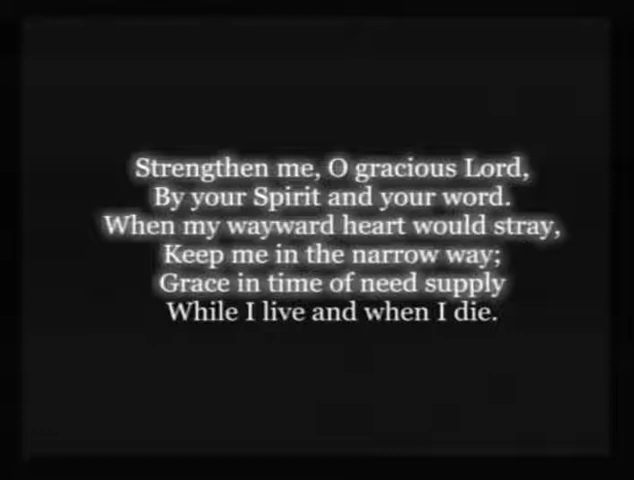 Strengthen me, O gracious Lord,
By your Spirit and your word.
When my wayward heart would stray,
Keep me in the narrow way;
Grace in time of need supply
While I live and when I die.